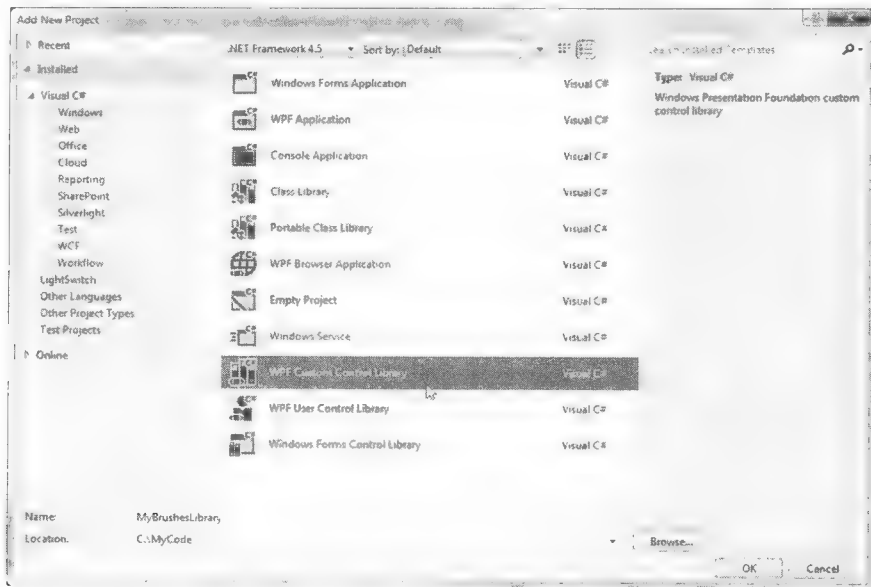 Add New Project
Recent
.NET Framework 4.5
Sort by: Default
Search Installed Templates
Installed
Visual C#
Windows
Web
Office
Cloud
Reporting
SharePoint
Silverlight
Test
WCF
Workflow
LightSwitch
Other Languages
Other Project Types
Test Projects
Online
Windows Forms Application Visual C#
WPF Application Visual C#
Console Application Visual C#
Class Library Visual C#
Portable Class Library Visual C#
WPF Browser Application Visual C#
Empty Project Visual C#
Windows Service Visual C#
WPF Custom Control Library Visual C#
WPF User Control Library Visual C#
Windows Forms Control Library Visual C#
Type: Visual C#
Windows Presentation Foundation custom
control library
Name: MyBrushesLibrary
Location: C:\MyCode
Browse...
OK
Cancel